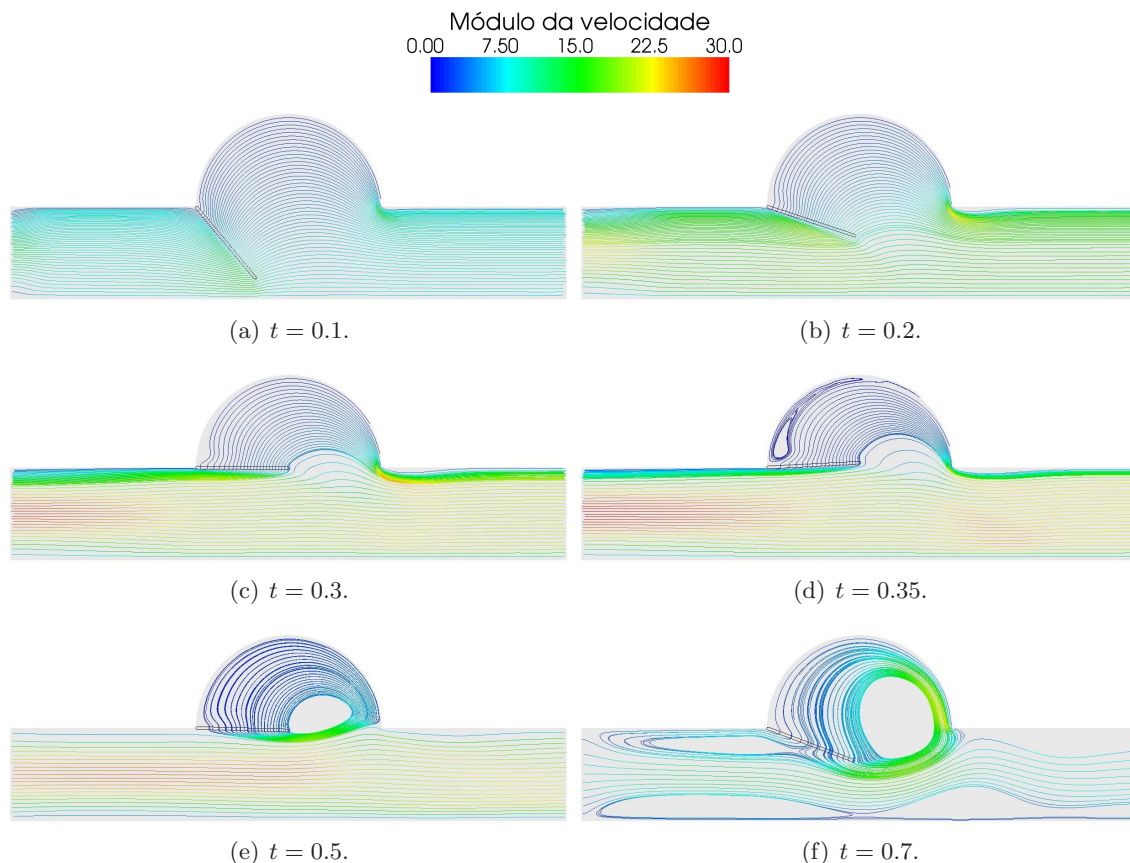 Módulo da velocidade
0.00 7.50 15.0 22.5 30.0
(a) t = 0.1.
(b) t = 0.2.
(c) t = 0.3.
(d) t = 0.35.
(e) t = 0.5.
(f) t = 0.7.